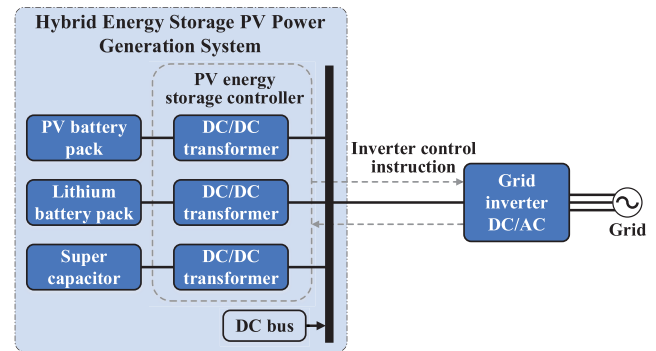 Hybrid Energy Storage PV Power
Generation System
PV energy
storage controller
PV battery
pack
DC/DC
transformer
Lithium
battery pack
DC/DC
transformer
Super
capacitor
DC/DC
transformer
DC bus
Inverter control
instruction
Grid
inverter
DC/AC
Grid